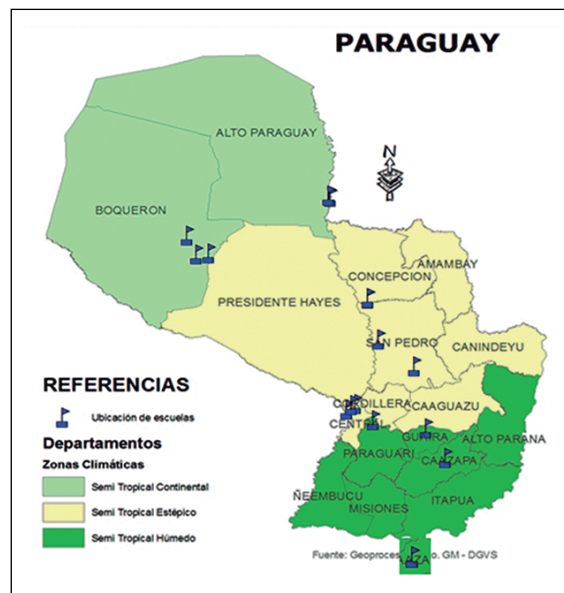 PARAGUAY
ALTO PARAGUAY
N
BOQUERON
AMAMBAY
CONCEPCION
PRESIDENTE HAYES
SAN PEDRO
CANINDEYU
REFERENCIAS
CORDILLERA
Ubicación de escuelas
CENTRAL
CAAGUAZU
GUAIRA
ALTO PARANA
Departamentos
PARAGUARI
CAAZAPA
Zonas Climáticas
Semi Tropical Continental
ÑEEMBUCU
ITAPUA
MISIONES
Semi Tropical Estépico
Semi Tropical Húmedo
Fuente: Geoproces o. GM - DGVS